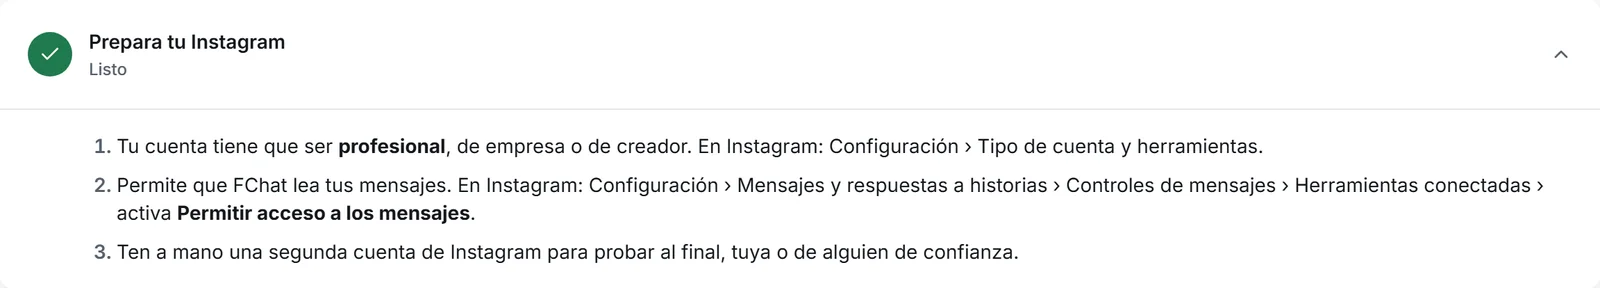 Prepara tu Instagram
Listo
1. Tu cuenta tiene que ser profesional, de empresa o de creador. En Instagram: Configuración › Tipo de cuenta y herramientas.
2. Permite que FChat lea tus mensajes. En Instagram: Configuración › Mensajes y respuestas a historias › Controles de mensajes › Herramientas conectadas ›
activa Permitir acceso a los mensajes.
3. Ten a mano una segunda cuenta de Instagram para probar al final, tuya o de alguien de confianza.